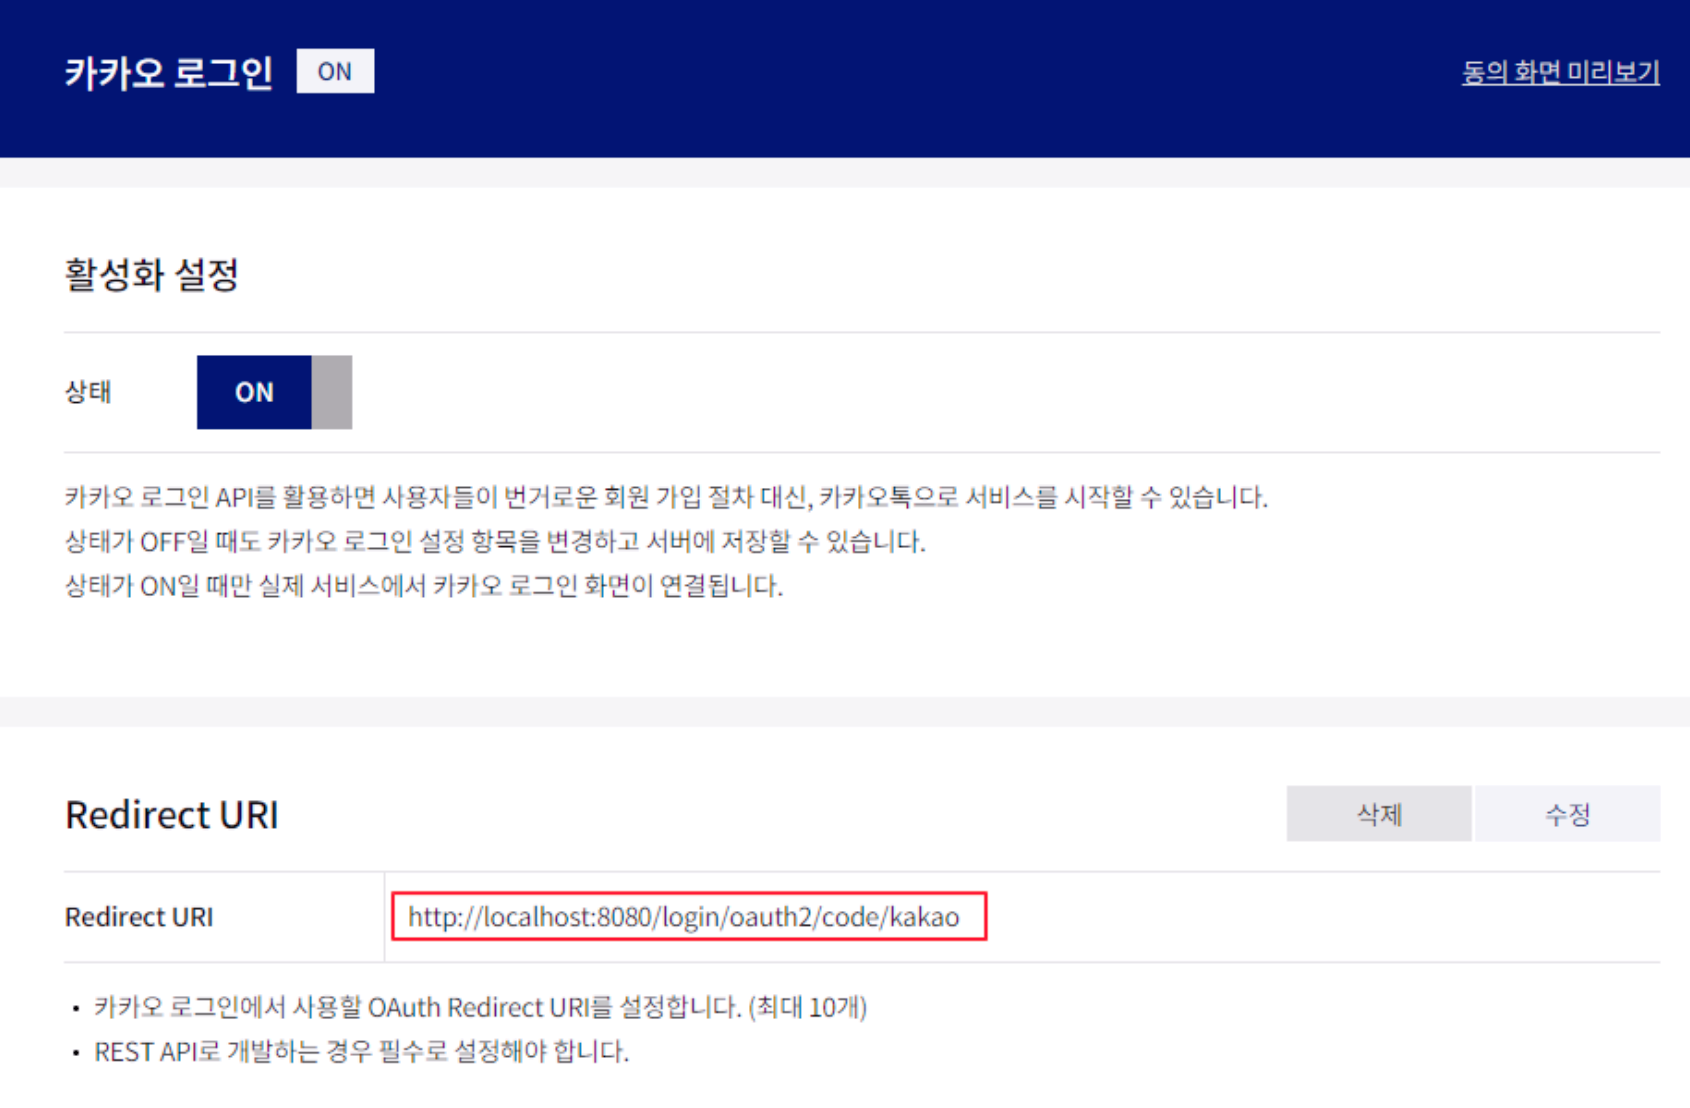 카카오 로그인 ON 동의 화면 미리보기
활성화 설정
상태 ON
카카오 로그인 API를 활용하면 사용자들이 번거로운 회원 가입 절차 대신, 카카오톡으로 서비스를 시작할 수 있습니다.
상태가 OFF일 때도 카카오 로그인 설정 항목을 변경하고 서버에 저장할 수 있습니다.
상태가 ON일 때만 실제 서비스에서 카카오 로그인 화면이 연결됩니다.
Redirect URI 삭제 수정
Redirect URI http://localhost:8080/login/oauth2/code/kakao
• 카카오 로그인에서 사용할 OAuth Redirect URI를 설정합니다. (최대 10개)
• REST API로 개발하는 경우 필수로 설정해야 합니다.